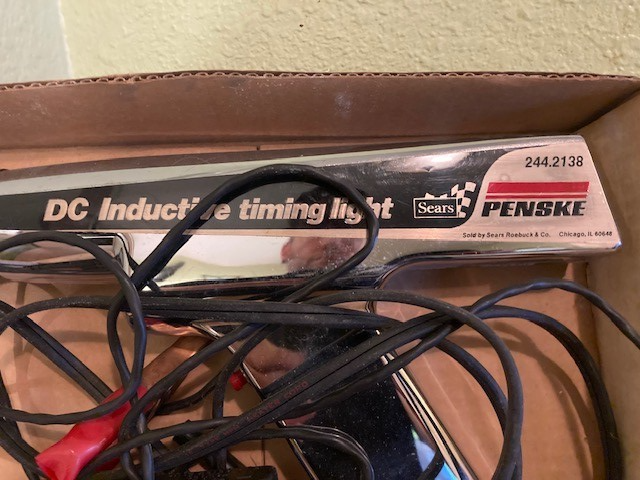 244.2138
DC Inductive timing light
Sears
PENSKE
Sold by Sears Roebuck & Co. Chicago, IL 60648